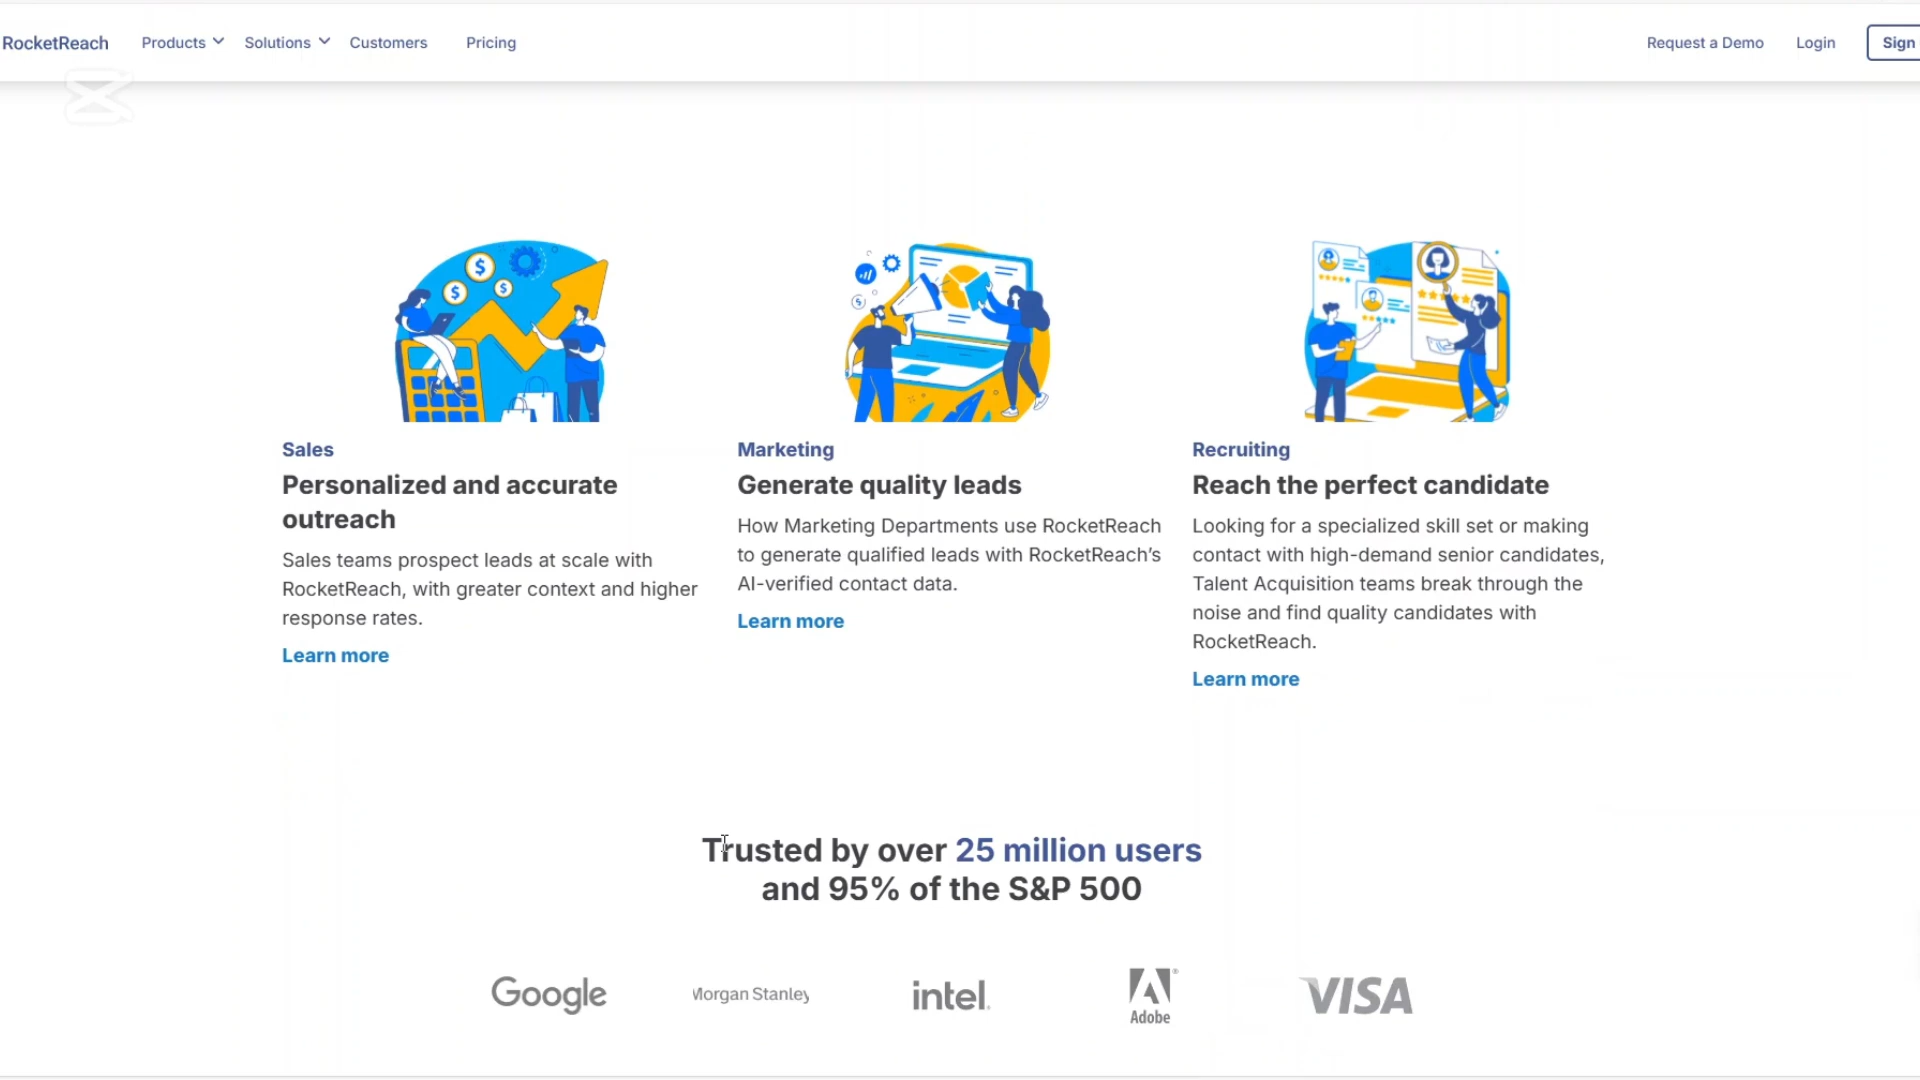 RocketReach Products Solutions Customers Pricing Request a Demo Login Sign
Sales
Personalized and accurate
outreach
Sales teams prospect leads at scale with
RocketReach, with greater context and higher
response rates.
Learn more
Marketing
Generate quality leads
How Marketing Departments use RocketReach
to generate qualified leads with RocketReach’s
AI-verified contact data.
Learn more
Recruiting
Reach the perfect candidate
Looking for a specialized skill set or making
contact with high-demand senior candidates,
Talent Acquisition teams break through the
noise and find quality candidates with
RocketReach.
Learn more
Trusted by over 25 million users
and 95% of the S&P 500
Google Morgan Stanley intel. Adobe VISA